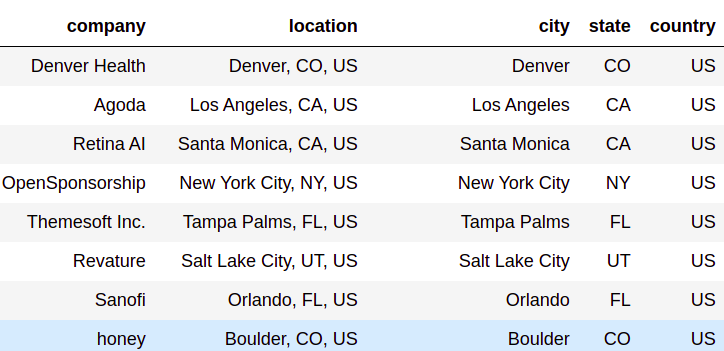 company location city state country
Denver Health Denver, CO, US Denver CO US
Agoda Los Angeles, CA, US Los Angeles CA US
Retina AI Santa Monica, CA, US Santa Monica CA US
OpenSponsorship New York City, NY, US New York City NY US
Themesoft Inc. Tampa Palms, FL, US Tampa Palms FL US
Revature Salt Lake City, UT, US Salt Lake City UT US
Sanofi Orlando, FL, US Orlando FL US
honey Boulder, CO, US Boulder CO US